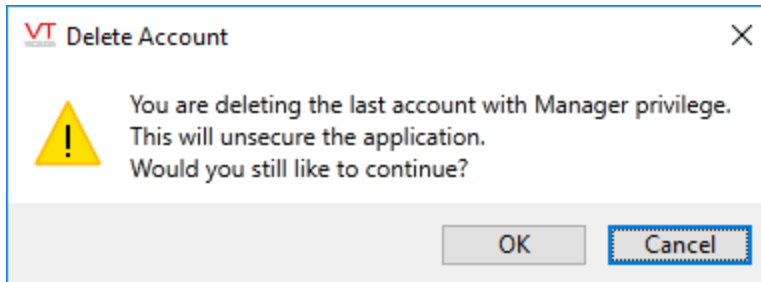 VT Delete Account
You are deleting the last account with Manager privilege.
This will unsecure the application.
Would you still like to continue?
OK Cancel